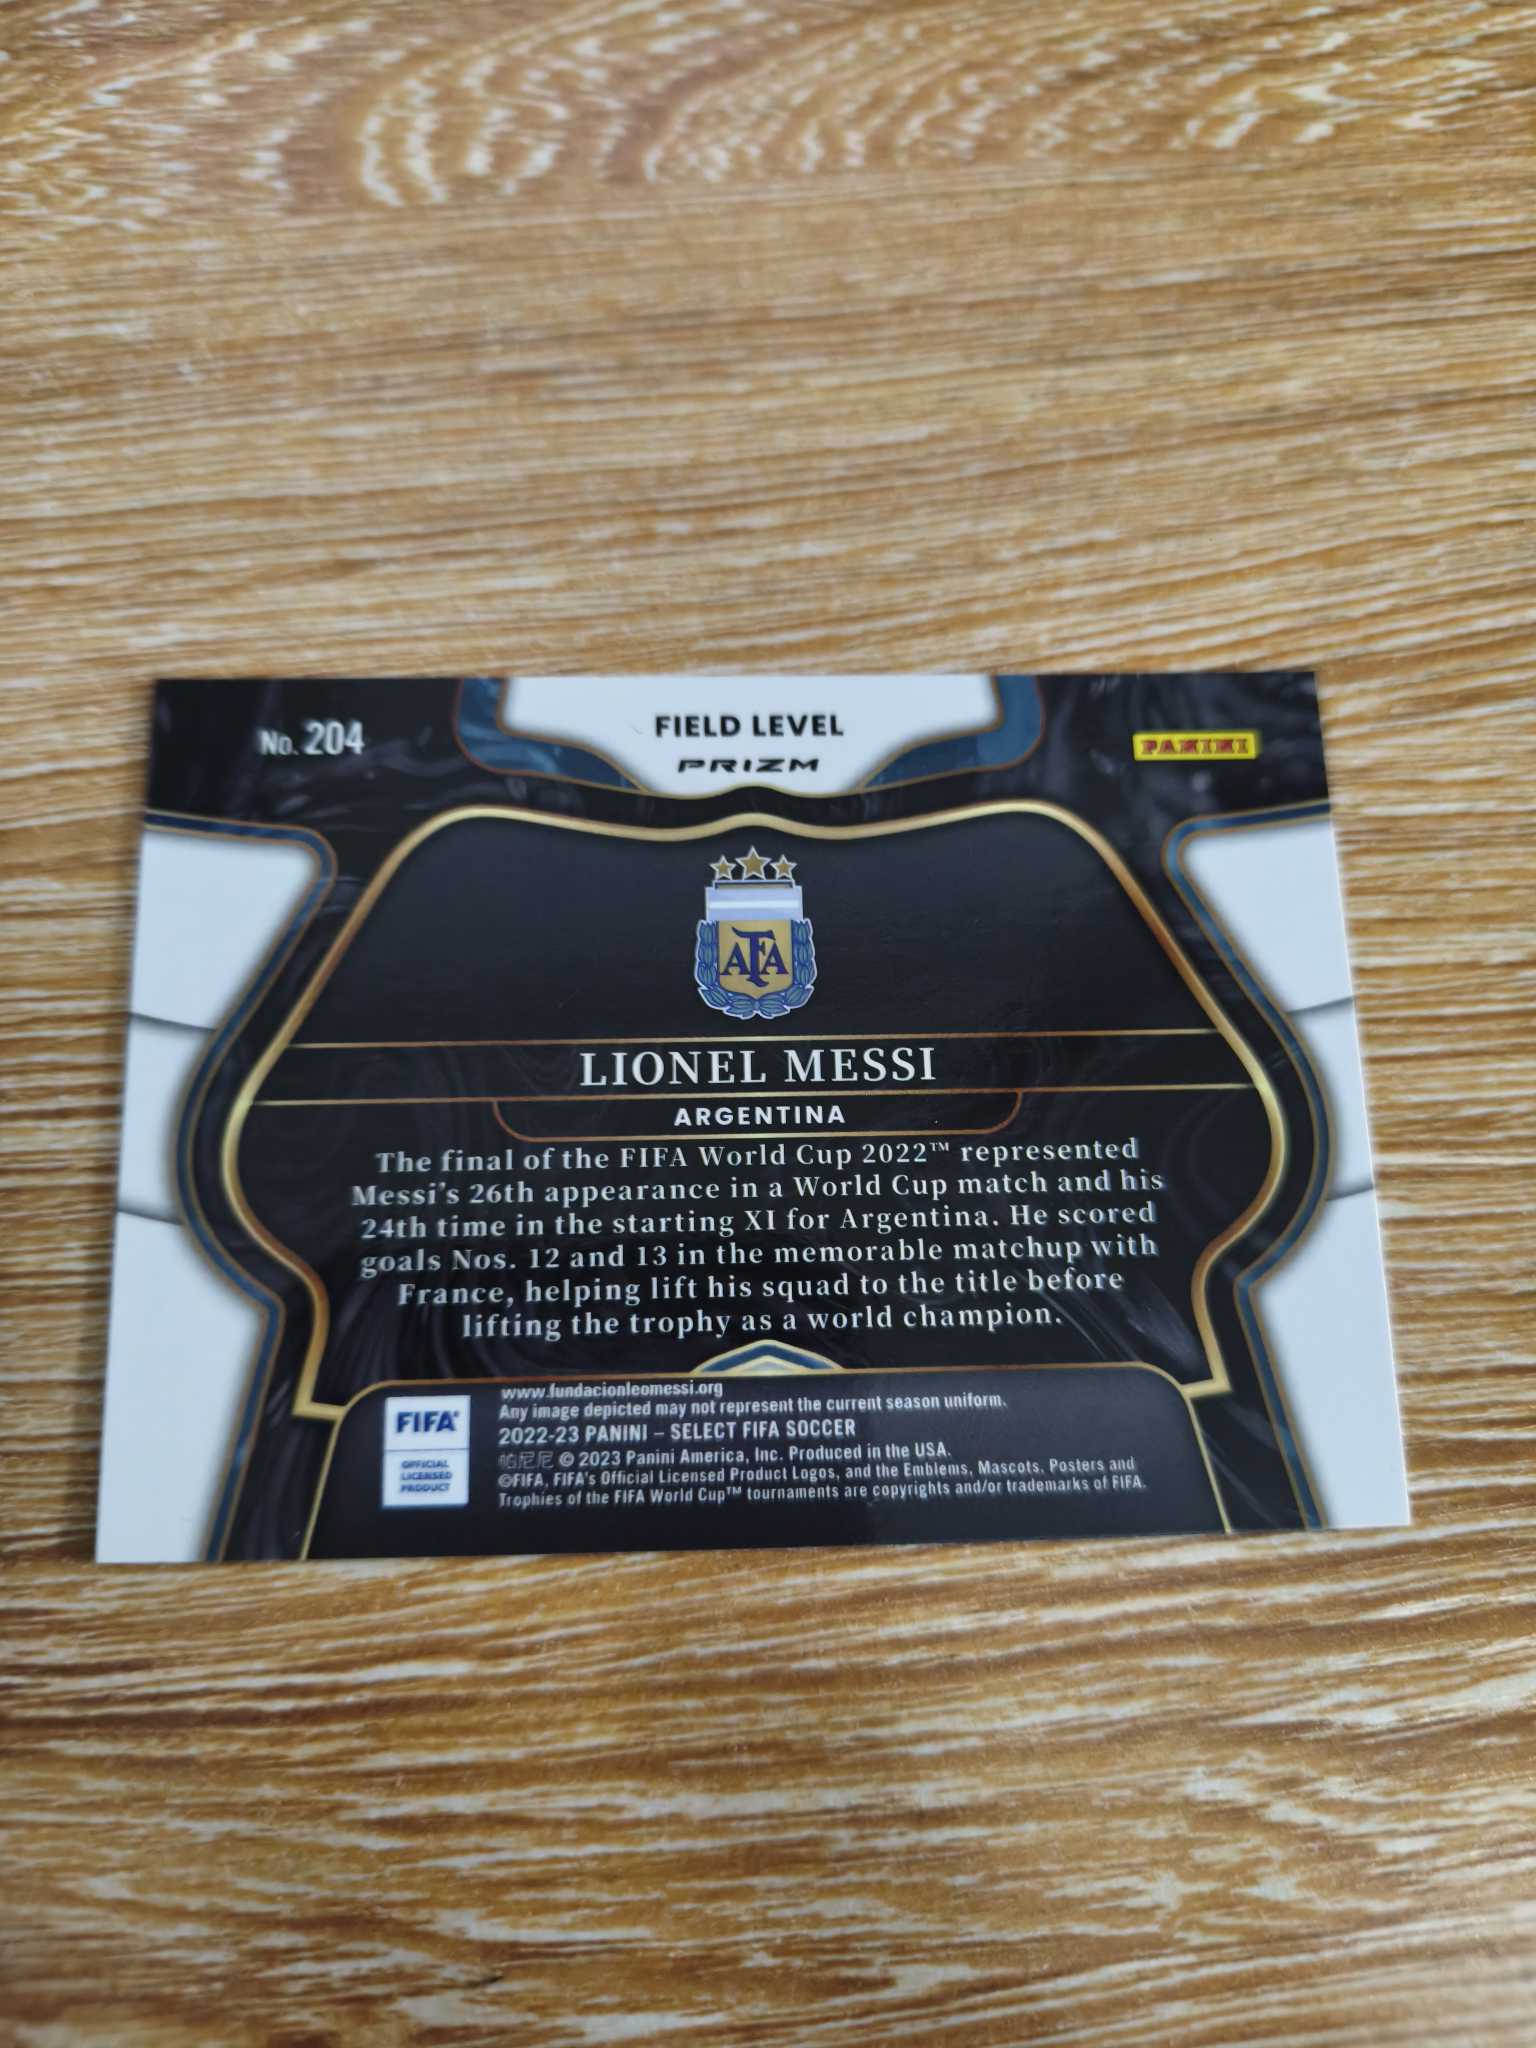 No. 204
FIELD LEVEL
PRIZM
PANINI
AFA
LIONEL MESSI
ARGENTINA
The final of the FIFA World Cup 2022™ represented
Messi's 26th appearance in a World Cup match and his
24th time in the starting XI for Argentina. He scored
goals Nos. 12 and 13 in the memorable matchup with
France, helping lift his squad to the title before
lifting the trophy as a world champion.
www.fundacionleomessi.org
Any image depicted may not represent the current season uniform.
2022-23 PANINI – SELECT FIFA SOCCER
帕尼尼 © 2023 Panini America, Inc. Produced in the USA.
©FIFA, FIFA's Official Licensed Product Logos, and the Emblems, Mascots, Posters and
Trophies of the FIFA World Cup™ tournaments are copyrights and/or trademarks of FIFA.
FIFA®
OFFICIAL
LICENSED
PRODUCT